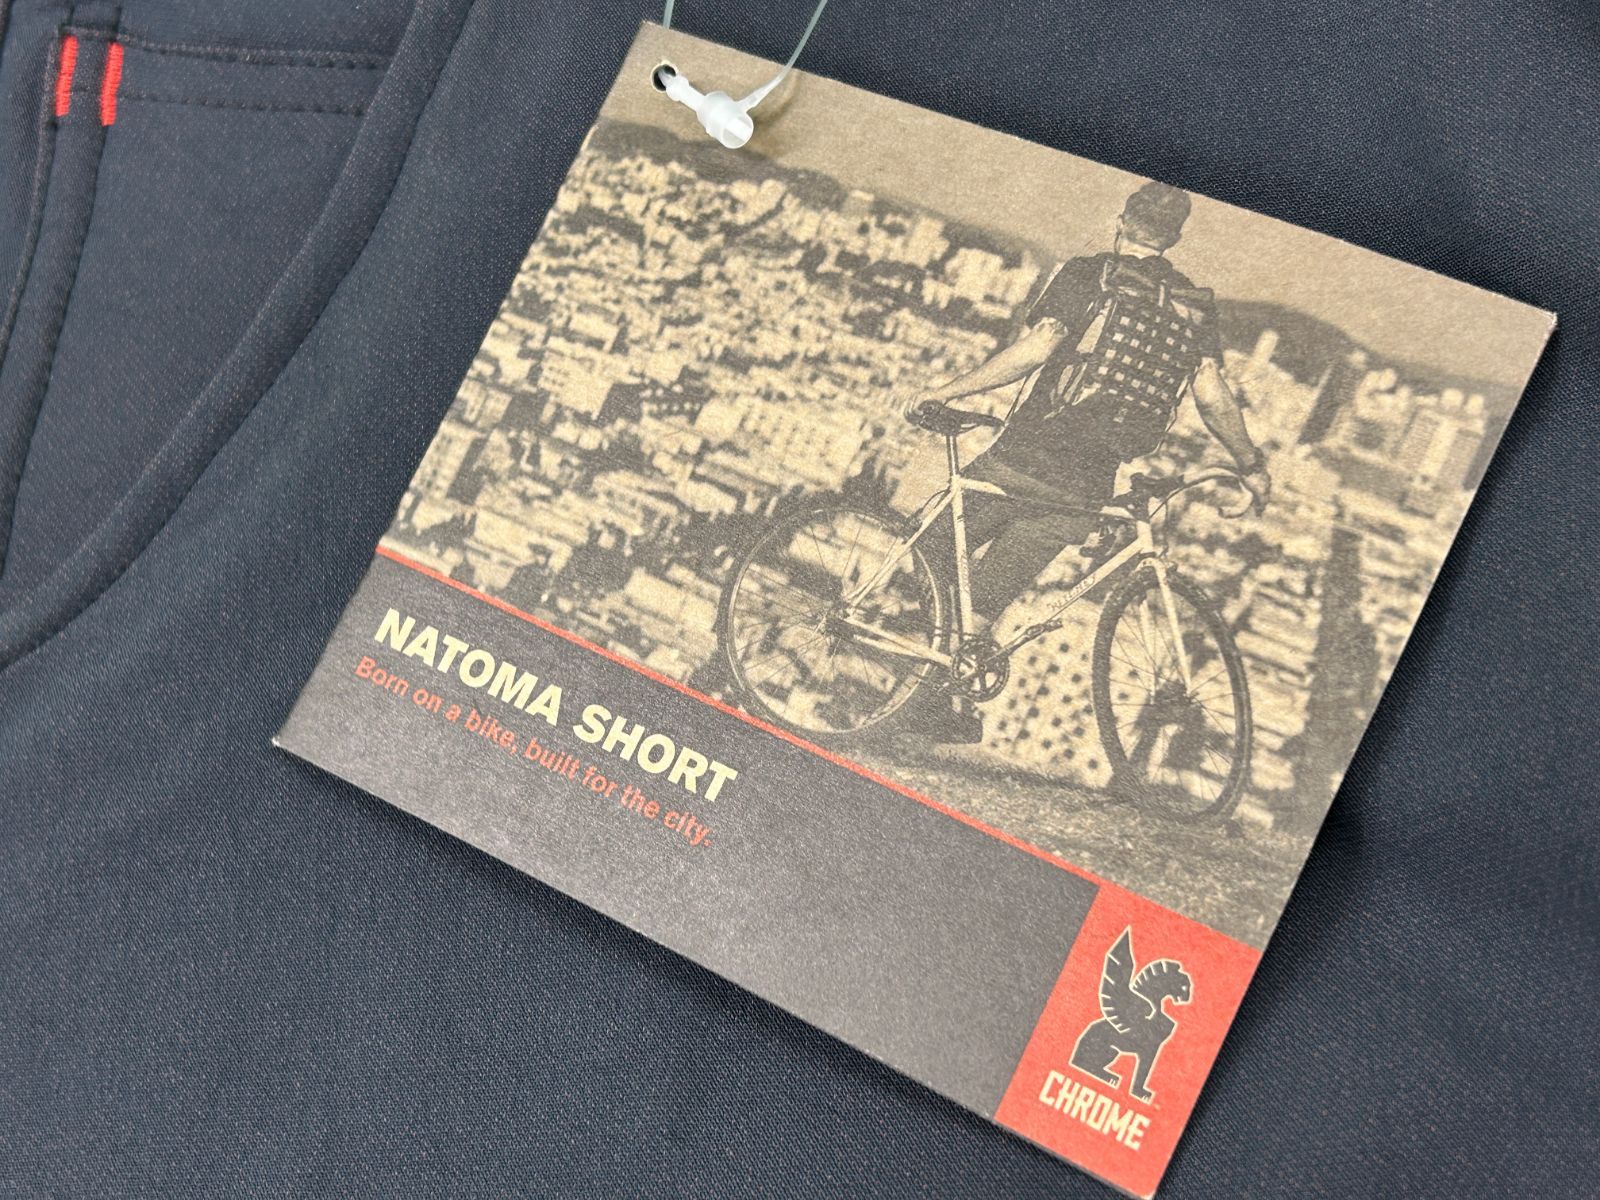 NATOMA SHORT
Born on a bike, built for the city.
CHROME